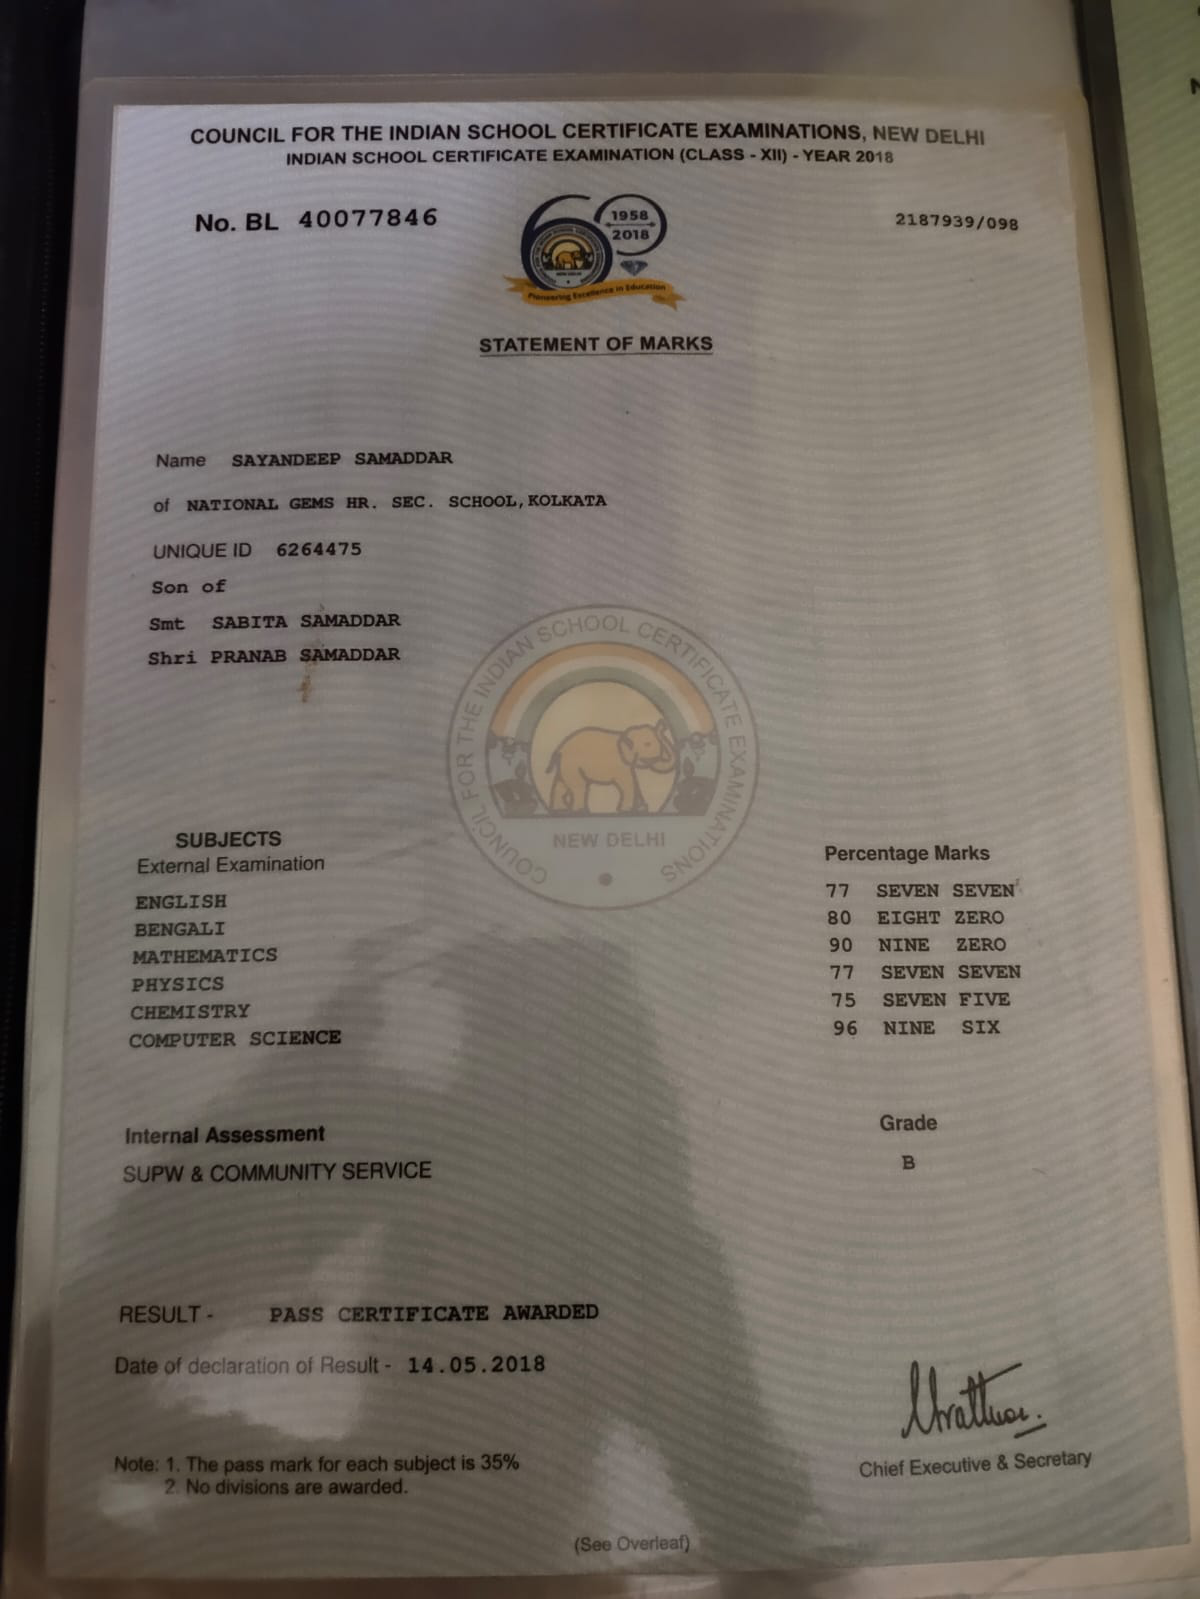 COUNCIL FOR THE INDIAN SCHOOL CERTIFICATE EXAMINATIONS, NEW DELHI
INDIAN SCHOOL CERTIFICATE EXAMINATION (CLASS - XII) - YEAR 2018
No. BL 40077846
1958
2018
2187939/098
NEW DELHI
Pioneering Excellence in Education
STATEMENT OF MARKS
Name SAYANDEEP SAMADDAR
of NATIONAL GEMS HR. SEC. SCHOOL, KOLKATA
UNIQUE ID 6264475
Son of
Smt SABITA SAMADDAR
Shri PRANAB SAMADDAR
COUNCIL FOR THE INDIAN SCHOOL CERTIFICATE EXAMINATIONS
NEW DELHI
SUBJECTS
External Examination Percentage Marks
ENGLISH 77 SEVEN SEVEN
BENGALI 80 EIGHT ZERO
MATHEMATICS 90 NINE ZERO
PHYSICS 77 SEVEN SEVEN
CHEMISTRY 75 SEVEN FIVE
COMPUTER SCIENCE 96 NINE SIX
Internal Assessment Grade
SUPW & COMMUNITY SERVICE B
RESULT - PASS CERTIFICATE AWARDED
Date of declaration of Result - 14.05.2018
Note: 1. The pass mark for each subject is 35%
2. No divisions are awarded.
Chief Executive & Secretary
(See Overleaf)